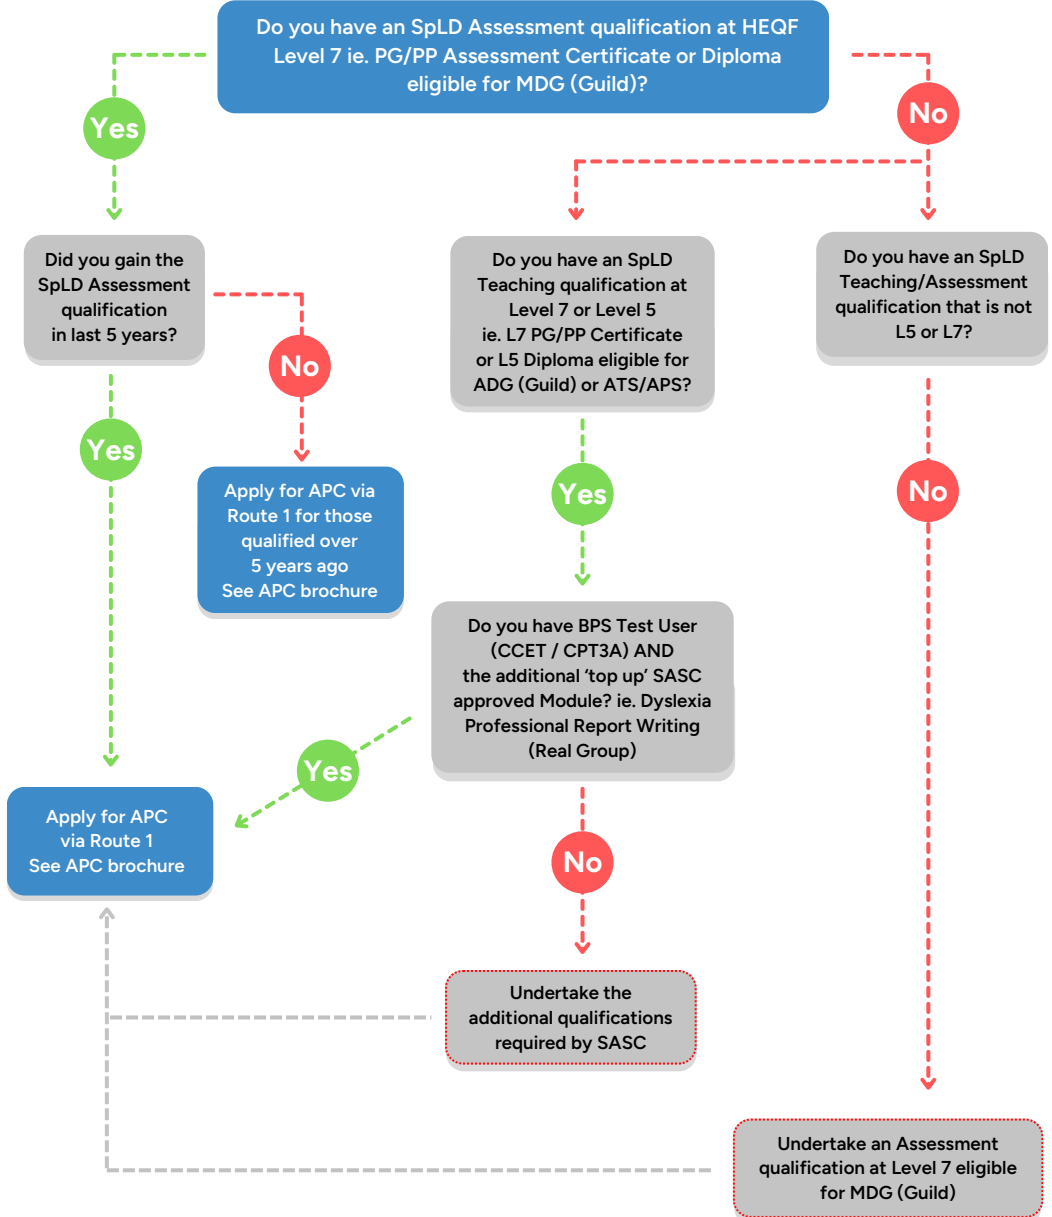 Do you have an SpLD Assessment qualification at HEQF
Level 7 ie. PG/PP Assessment Certificate or Diploma
eligible for MDG (Guild)?
Yes
No
Did you gain the
SpLD Assessment
qualification
in last 5 years?
Do you have an SpLD
Teaching qualification at
Level 7 or Level 5
ie. L7 PG/PP Certificate
or L5 Diploma eligible for
ADG (Guild) or ATS/APS?
Do you have an SpLD
Teaching/Assessment
qualification that is not
L5 or L7?
No
Yes
Yes
No
Apply for APC via
Route 1 for those
qualified over
5 years ago
See APC brochure
Do you have BPS Test User
(CCET / CPT3A) AND
the additional ‘top up’ SASC
approved Module? ie. Dyslexia
Professional Report Writing
(Real Group)
Yes
Apply for APC
via Route 1
See APC brochure
No
Undertake the
additional qualifications
required by SASC
Undertake an Assessment
qualification at Level 7 eligible
for MDG (Guild)